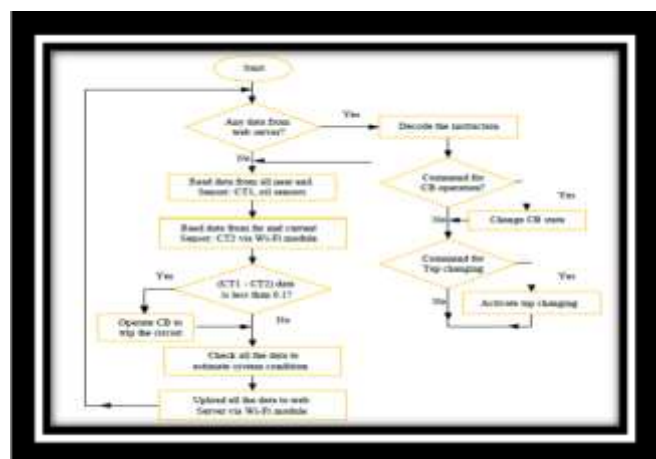 Start
Any data from
web server?
Yes
Decode the instruction
No
Read data from all near end
Sensor: CT1, oil sensors
Command for
CB operation?
Yes
Change CB state
No
Read data from far end current
Sensor: CT2 via Wi-Fi module
Command for
Tap changing
Yes
(CT1 - CT2) data
is less than 0.1?
Yes
No
Activate tap changing
No
Operate CB to
trip the circuit
Check all the data to
estimate system condition
Upload all the data to web
Server via Wi-Fi module